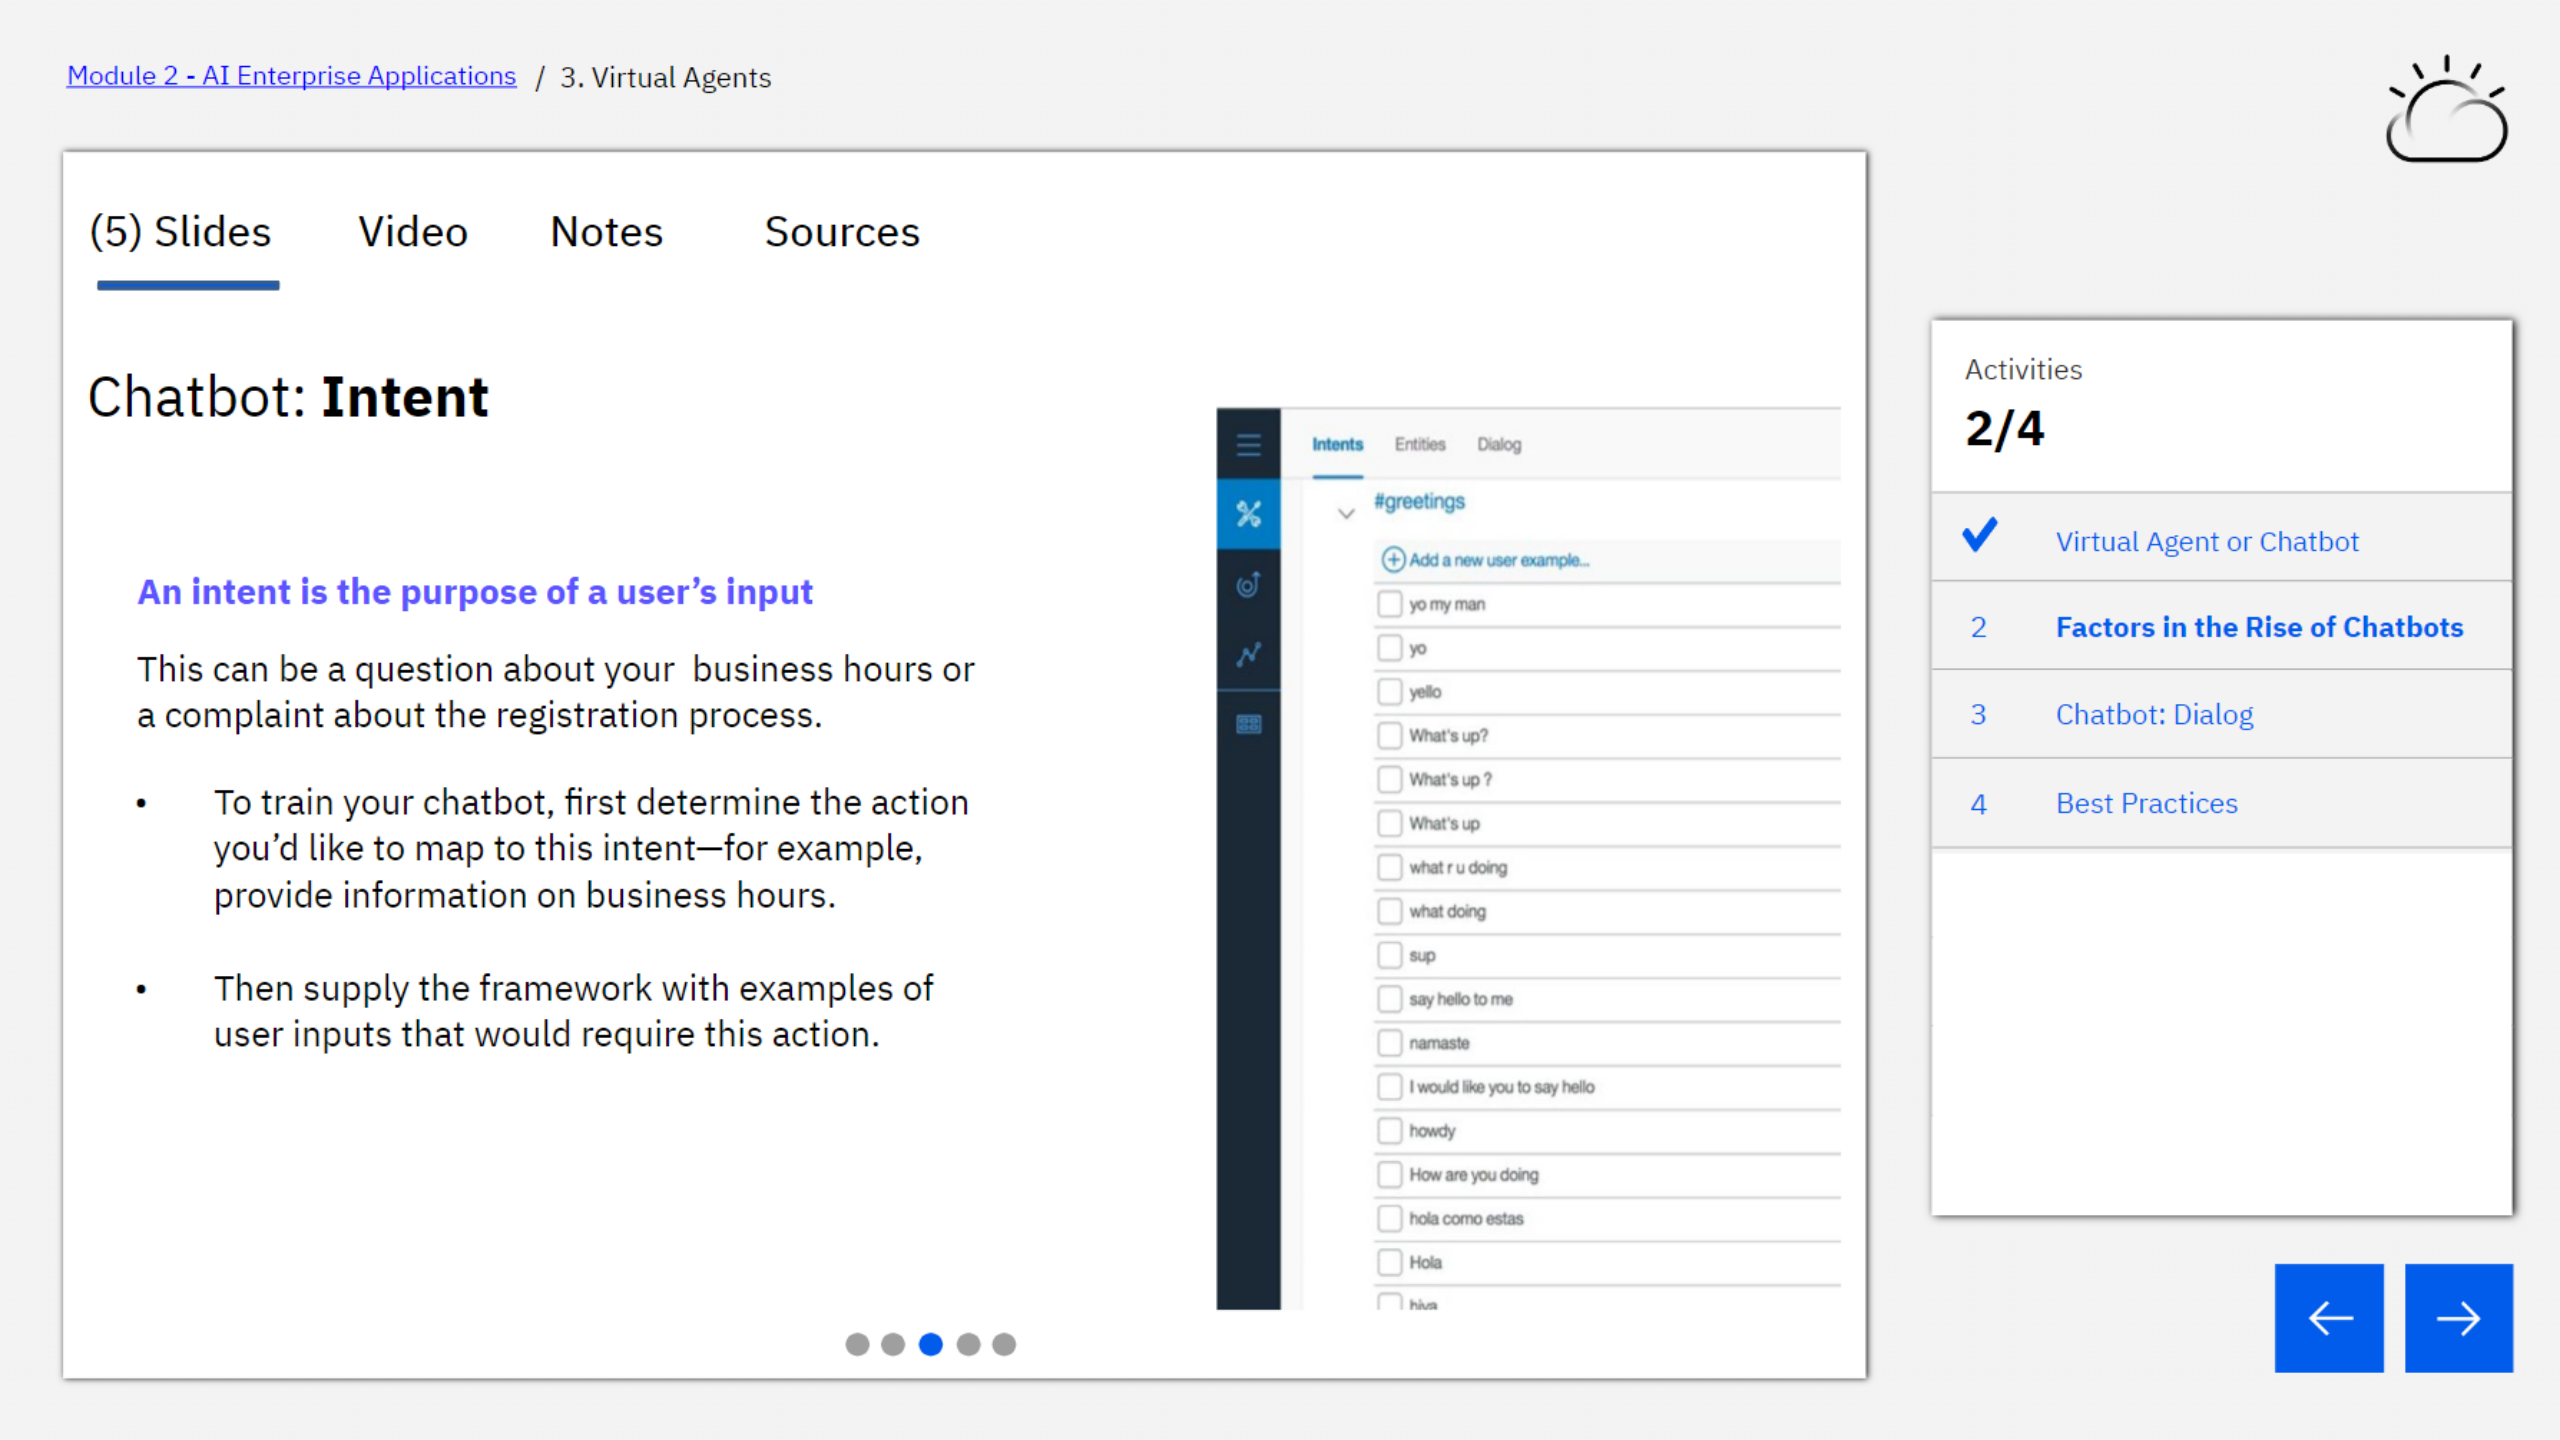 Module 2 - AI Enterprise Applications / 3. Virtual Agents
(5) Slides Video Notes Sources
Chatbot: Intent
An intent is the purpose of a user’s input
This can be a question about your business hours or
a complaint about the registration process.
• To train your chatbot, first determine the action
you’d like to map to this intent—for example,
provide information on business hours.
• Then supply the framework with examples of
user inputs that would require this action.
Intents Entities Dialog
#greetings
Add a new user example...
yo my man
yo
yello
What's up?
What's up ?
What's up
what r u doing
what doing
sup
say hello to me
namaste
I would like you to say hello
howdy
How are you doing
hola como estas
Hola
hiya
Activities
2/4
Virtual Agent or Chatbot
2 Factors in the Rise of Chatbots
3 Chatbot: Dialog
4 Best Practices